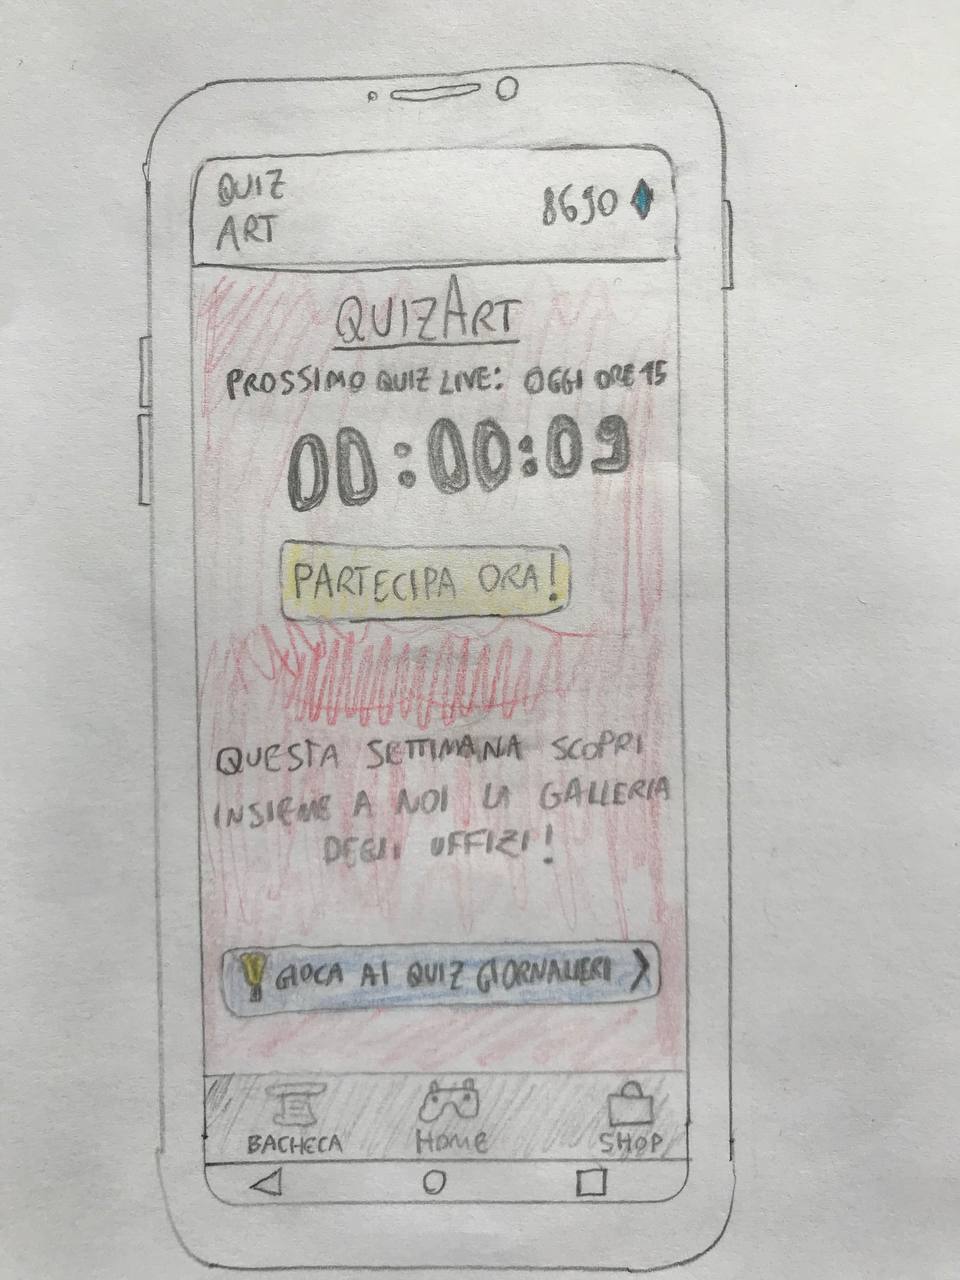 QUIZ
ART
8690
QUIZART
PROSSIMO QUIZ LIVE: OGGI ORE 15
00:00:09
PARTECIPA ORA!
QUESTA SETTIMANA SCOPRI
INSIEME A NOI LA GALLERIA
DEGLI UFFIZI!
GIOCA AI QUIZ GIORNALIERI >
BACHECA
HOME
SHOP